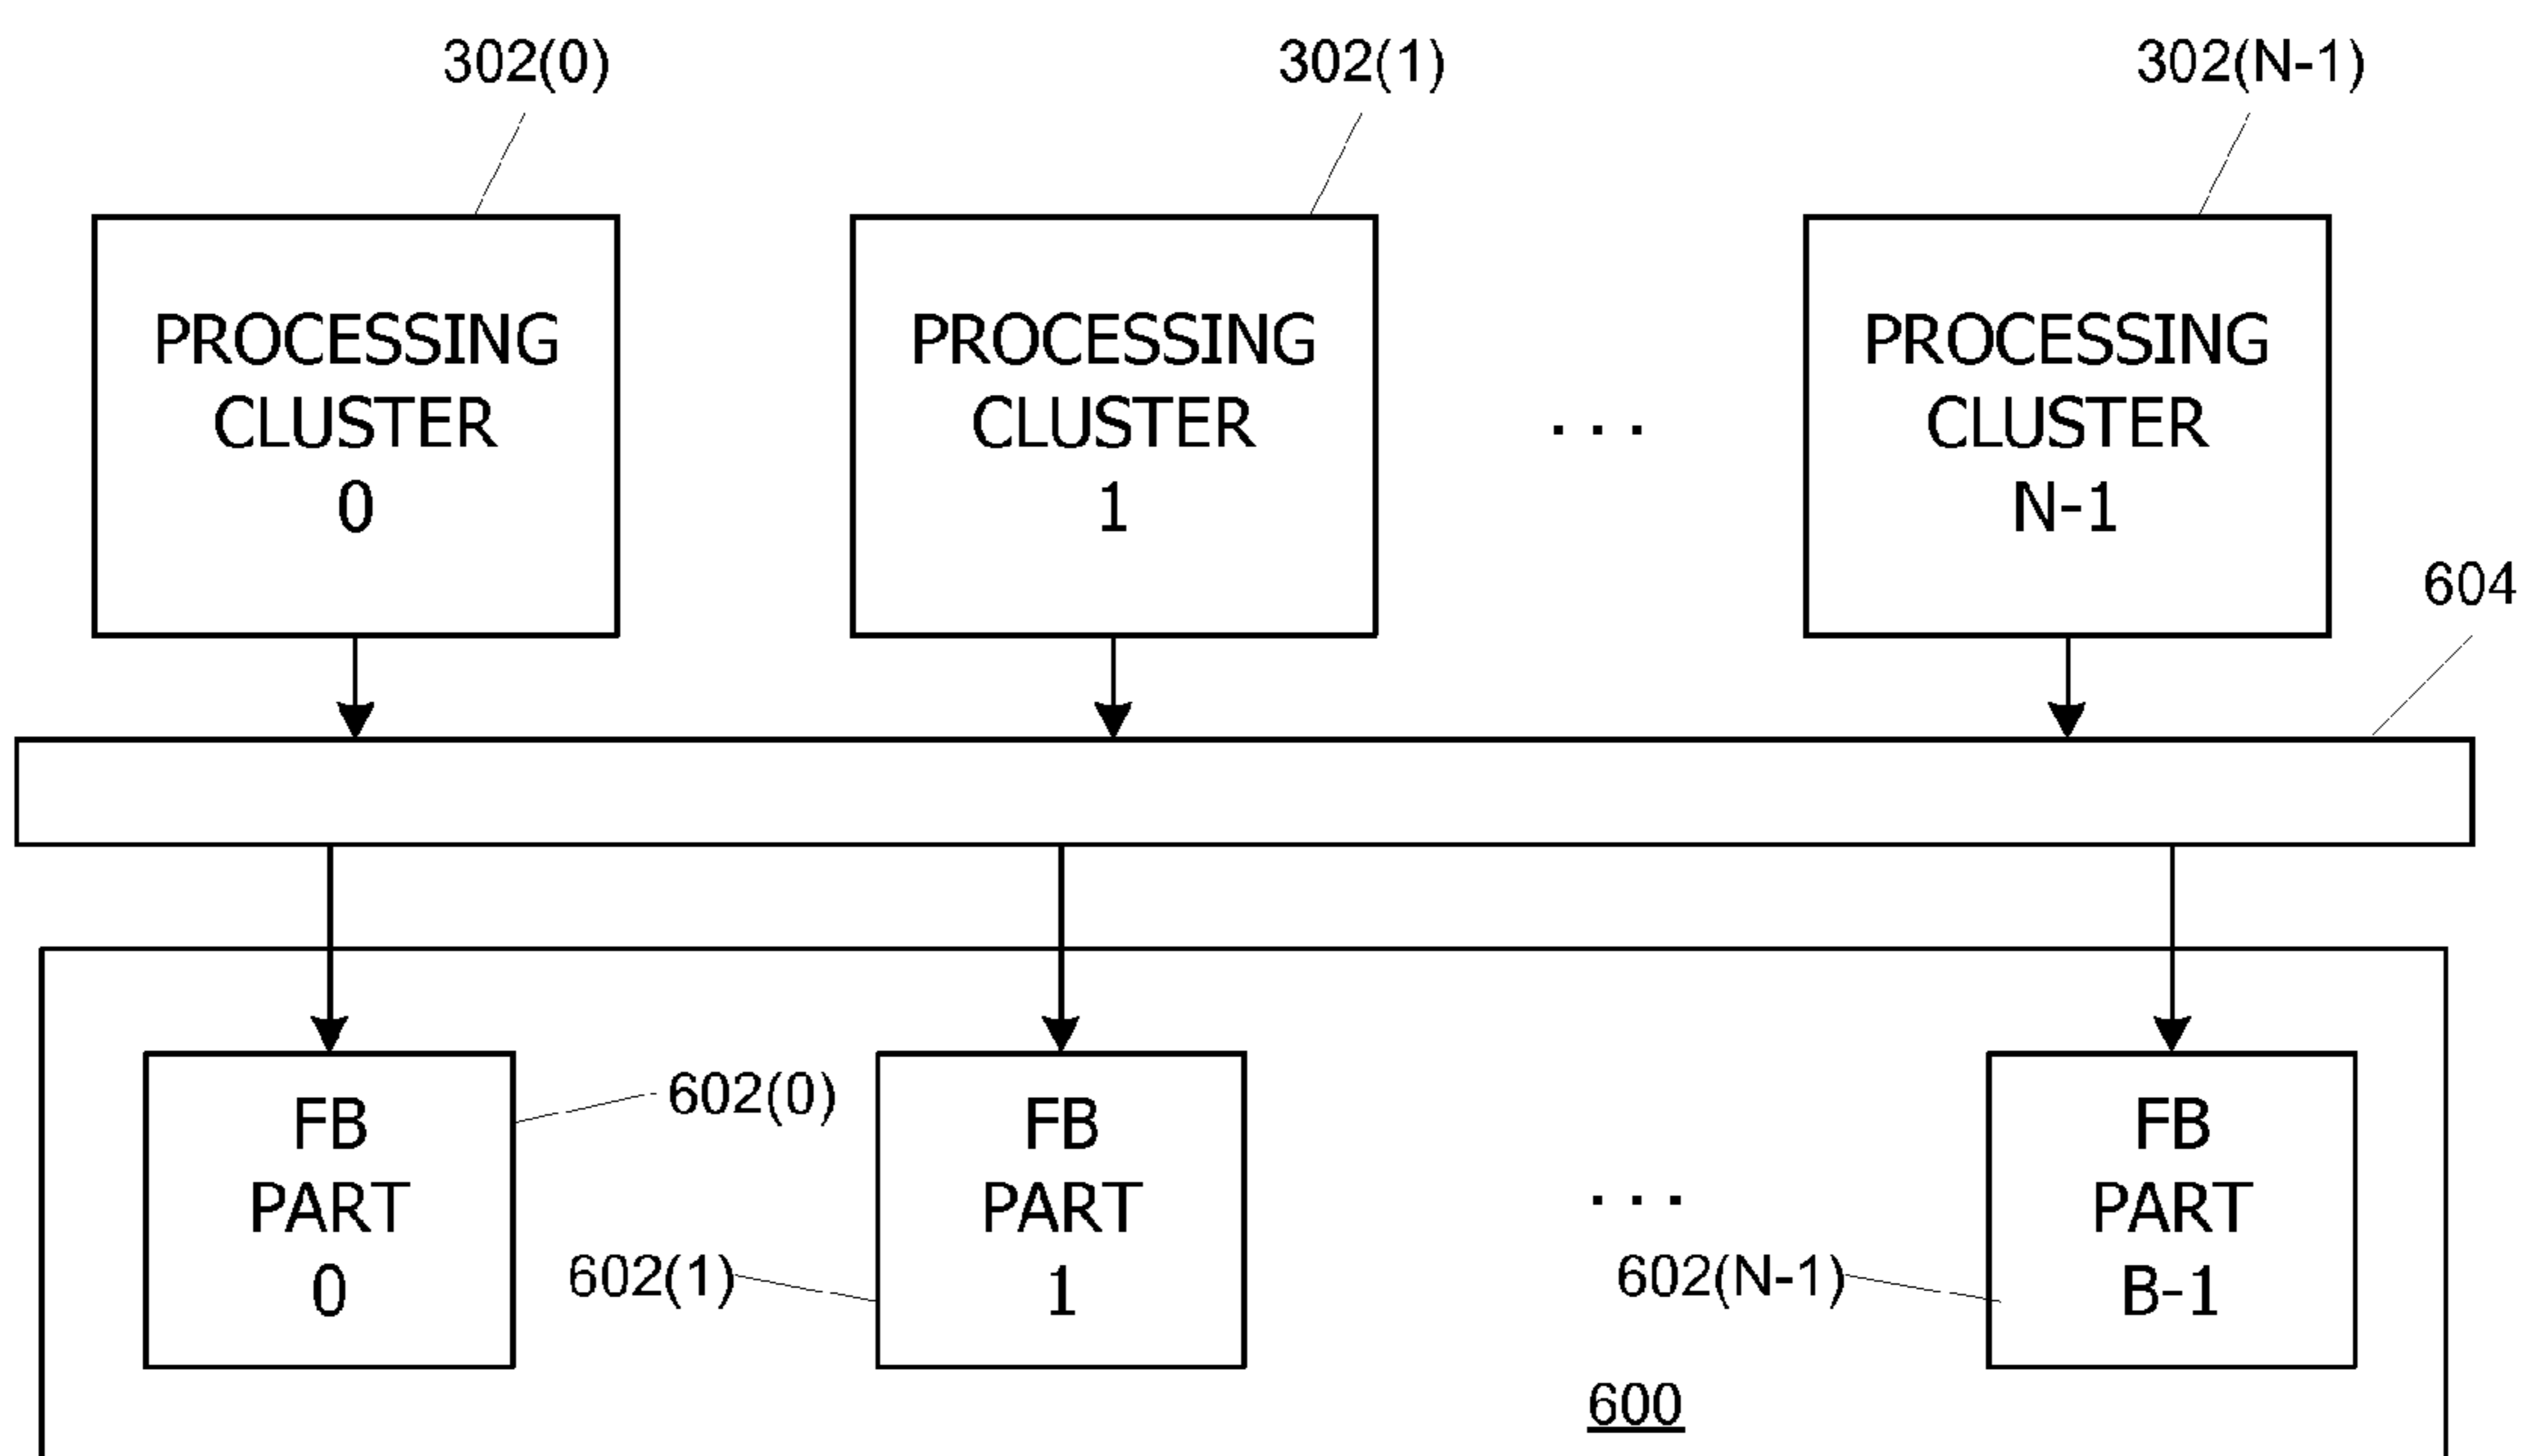 302(0)
302(1)
302(N-1)
PROCESSING
CLUSTER
0
PROCESSING
CLUSTER
1
. . .
PROCESSING
CLUSTER
N-1
604
FB
PART
0
602(0)
602(1)
FB
PART
1
. . .
602(N-1)
FB
PART
B-1
600